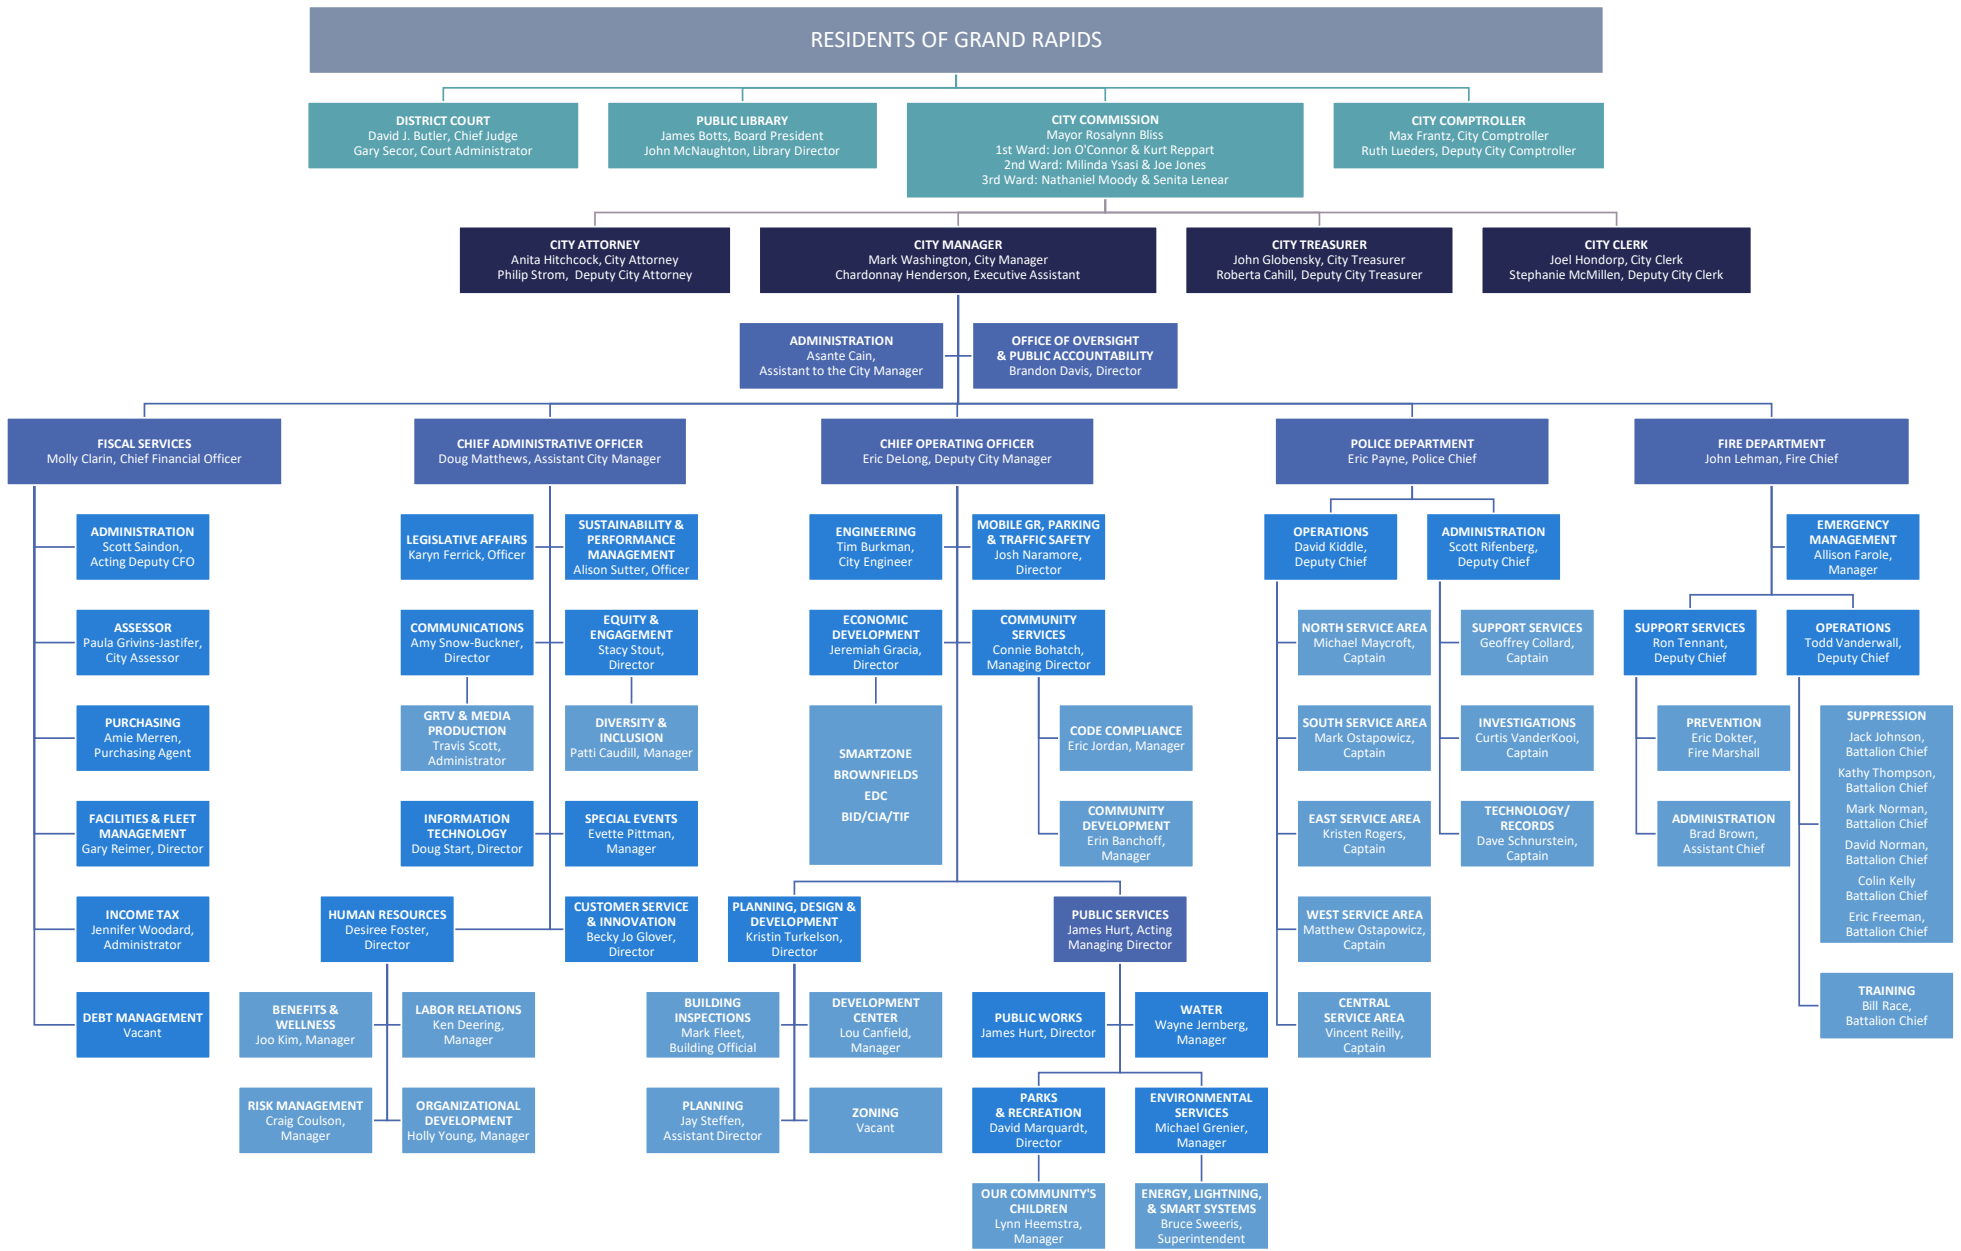 RESIDENTS OF GRAND RAPIDS
DISTRICT COURT
David J. Butler, Chief Judge
Gary Secor, Court Administrator
PUBLIC LIBRARY
James Botts, Board President
John McNaughton, Library Director
CITY COMMISSION
Mayor Rosalynn Bliss
1st Ward: Jon O'Connor & Kurt Reppart
2nd Ward: Milinda Ysasi & Joe Jones
3rd Ward: Nathaniel Moody & Senita Lenear
CITY COMPTROLLER
Max Frantz, City Comptroller
Ruth Lueders, Deputy City Comptroller
CITY ATTORNEY
Anita Hitchcock, City Attorney
Philip Strom, Deputy City Attorney
CITY MANAGER
Mark Washington, City Manager
Chardonnay Henderson, Executive Assistant
CITY TREASURER
John Globensky, City Treasurer
Roberta Cahill, Deputy City Treasurer
CITY CLERK
Joel Hondorp, City Clerk
Stephanie McMillen, Deputy City Clerk
ADMINISTRATION
Asante Cain,
Assistant to the City Manager
OFFICE OF OVERSIGHT
& PUBLIC ACCOUNTABILITY
Brandon Davis, Director
FISCAL SERVICES
Molly Clarin, Chief Financial Officer
CHIEF ADMINISTRATIVE OFFICER
Doug Matthews, Assistant City Manager
CHIEF OPERATING OFFICER
Eric DeLong, Deputy City Manager
POLICE DEPARTMENT
Eric Payne, Police Chief
FIRE DEPARTMENT
John Lehman, Fire Chief
ADMINISTRATION
Scott Saindon,
Acting Deputy CFO
ASSESSOR
Paula Grivins-Jastifer,
City Assessor
PURCHASING
Amie Merren,
Purchasing Agent
FACILITIES & FLEET
MANAGEMENT
Gary Reimer, Director
INCOME TAX
Jennifer Woodard,
Administrator
DEBT MANAGEMENT
Vacant
LEGISLATIVE AFFAIRS
Karyn Ferrick, Officer
SUSTAINABILITY &
PERFORMANCE
MANAGEMENT
Alison Sutter, Officer
COMMUNICATIONS
Amy Snow-Buckner,
Director
EQUITY &
ENGAGEMENT
Stacy Stout,
Director
GRTV & MEDIA
PRODUCTION
Travis Scott,
Administrator
DIVERSITY &
INCLUSION
Patti Caudill, Manager
INFORMATION
TECHNOLOGY
Doug Start, Director
SPECIAL EVENTS
Evette Pittman,
Manager
HUMAN RESOURCES
Desiree Foster,
Director
CUSTOMER SERVICE
& INNOVATION
Becky Jo Glover,
Director
BENEFITS &
WELLNESS
Joo Kim, Manager
LABOR RELATIONS
Ken Deering,
Manager
RISK MANAGEMENT
Craig Coulson,
Manager
ORGANIZATIONAL
DEVELOPMENT
Holly Young, Manager
ENGINEERING
Tim Burkman,
City Engineer
MOBILE GR, PARKING
& TRAFFIC SAFETY
Josh Naramore,
Director
ECONOMIC
DEVELOPMENT
Jeremiah Gracia,
Director
COMMUNITY
SERVICES
Connie Bohatch,
Managing Director
SMARTZONE
BROWNFIELDS
EDC
BID/CIA/TIF
CODE COMPLIANCE
Eric Jordan, Manager
COMMUNITY
DEVELOPMENT
Erin Banchoff,
Manager
PLANNING, DESIGN &
DEVELOPMENT
Kristin Turkelson,
Director
PUBLIC SERVICES
James Hurt, Acting
Managing Director
BUILDING
INSPECTIONS
Mark Fleet,
Building Official
DEVELOPMENT
CENTER
Lou Canfield,
Manager
PLANNING
Jay Steffen,
Assistant Director
ZONING
Vacant
PUBLIC WORKS
James Hurt, Director
WATER
Wayne Jernberg,
Manager
PARKS
& RECREATION
David Marquardt,
Director
ENVIRONMENTAL
SERVICES
Michael Grenier,
Manager
OUR COMMUNITY'S
CHILDREN
Lynn Heemstra,
Manager
ENERGY, LIGHTNING,
& SMART SYSTEMS
Bruce Sweeris,
Superintendent
OPERATIONS
David Kiddle,
Deputy Chief
ADMINISTRATION
Scott Rifenberg,
Deputy Chief
NORTH SERVICE AREA
Michael Maycroft,
Captain
SUPPORT SERVICES
Geoffrey Collard,
Captain
SOUTH SERVICE AREA
Mark Ostapowicz,
Captain
INVESTIGATIONS
Curtis VanderKooi,
Captain
EAST SERVICE AREA
Kristen Rogers,
Captain
TECHNOLOGY/
RECORDS
Dave Schnurstein,
Captain
WEST SERVICE AREA
Matthew Ostapowicz,
Captain
CENTRAL
SERVICE AREA
Vincent Reilly,
Captain
EMERGENCY
MANAGEMENT
Allison Farole,
Manager
SUPPORT SERVICES
Ron Tennant,
Deputy Chief
OPERATIONS
Todd Vanderwall,
Deputy Chief
PREVENTION
Eric Dokter,
Fire Marshall
ADMINISTRATION
Brad Brown,
Assistant Chief
SUPPRESSION
Jack Johnson,
Battalion Chief
Kathy Thompson,
Battalion Chief
Mark Norman,
Battalion Chief
David Norman,
Battalion Chief
Colin Kelly
Battalion Chief
Eric Freeman,
Battalion Chief
TRAINING
Bill Race,
Battalion Chief